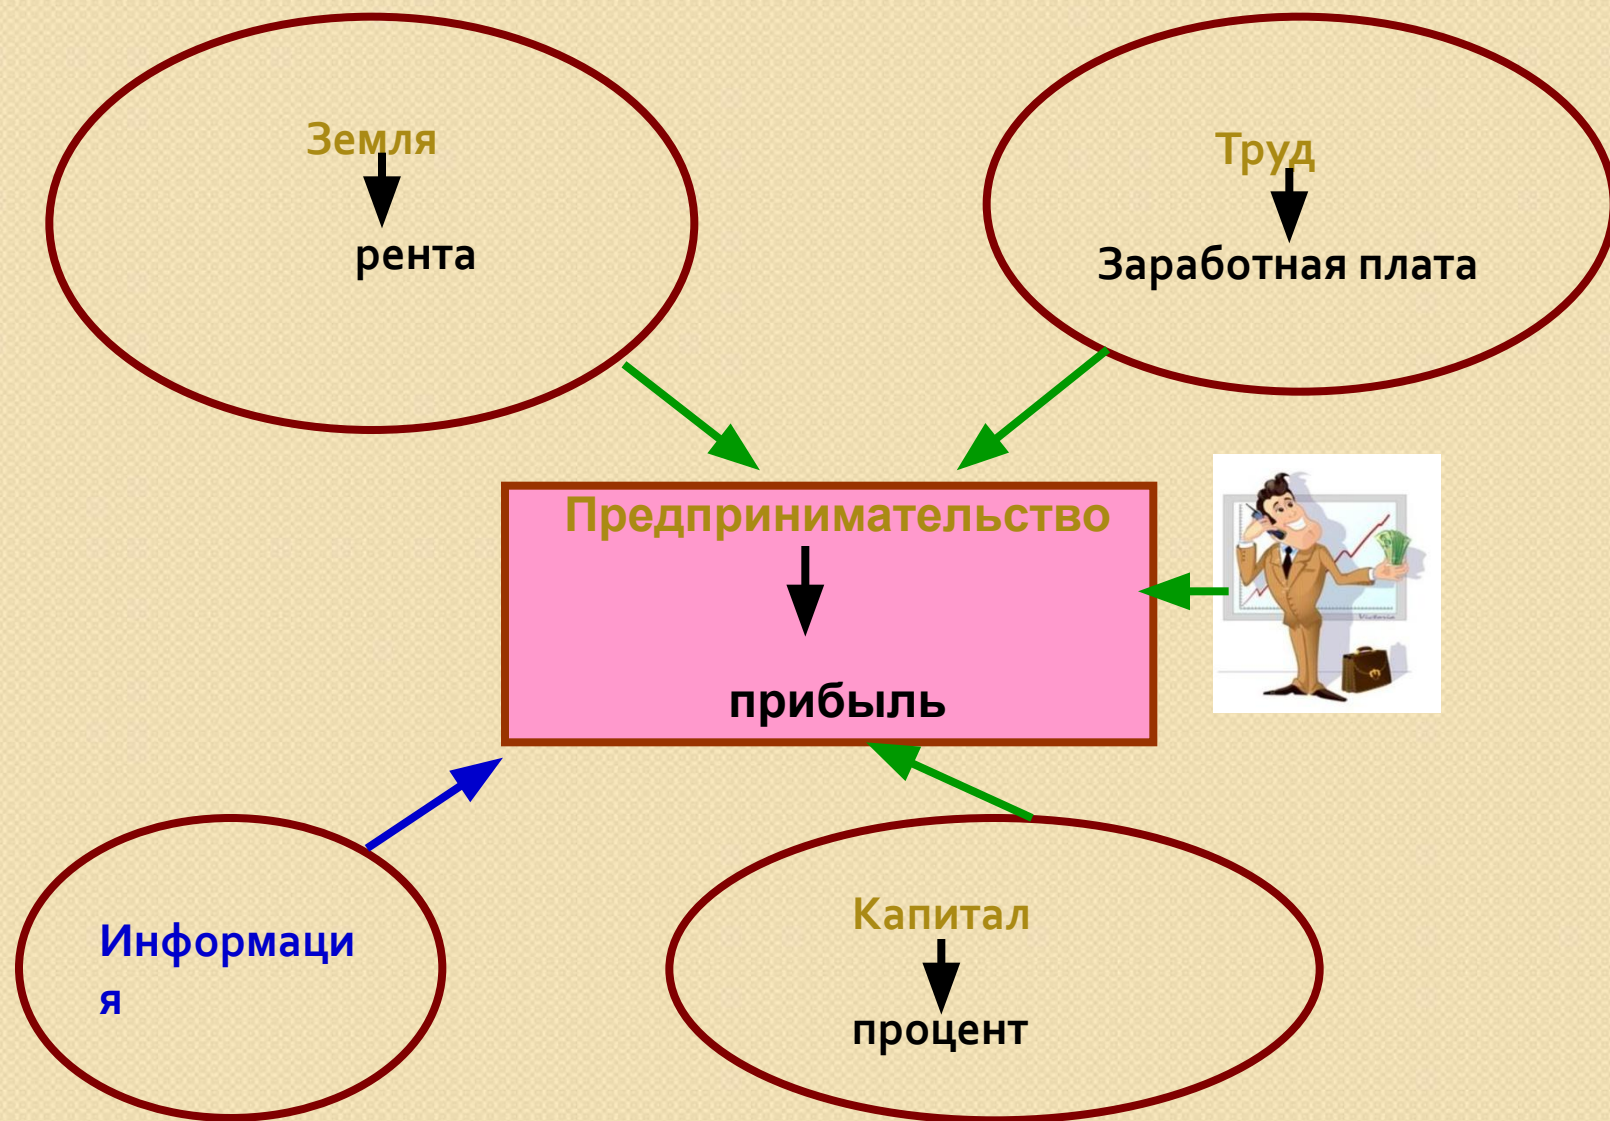 Земля
рента
Труд
Заработная плата
Предпринимательство
прибыль
Информаци
я
Капитал
процент